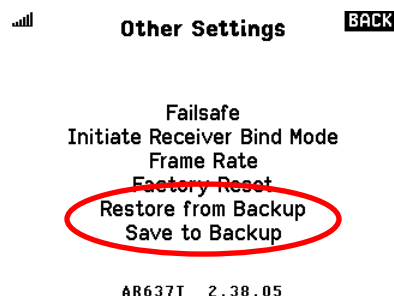 Other Settings
BACK
Failsafe
Initiate Receiver Bind Mode
Frame Rate
Factory Reset
Restore from Backup
Save to Backup
AR637T 2.38.05